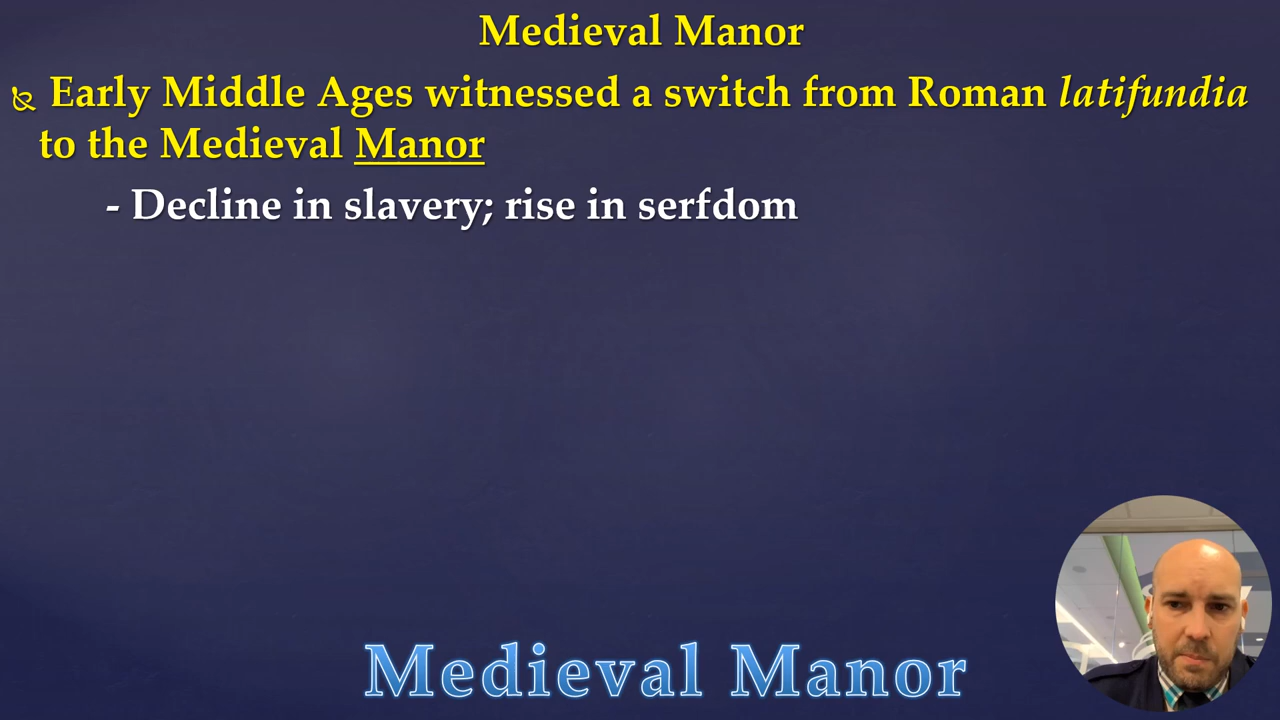 Medieval Manor
Early Middle Ages witnessed a switch from Roman latifundia
to the Medieval Manor
- Decline in slavery; rise in serfdom
Medieval Manor